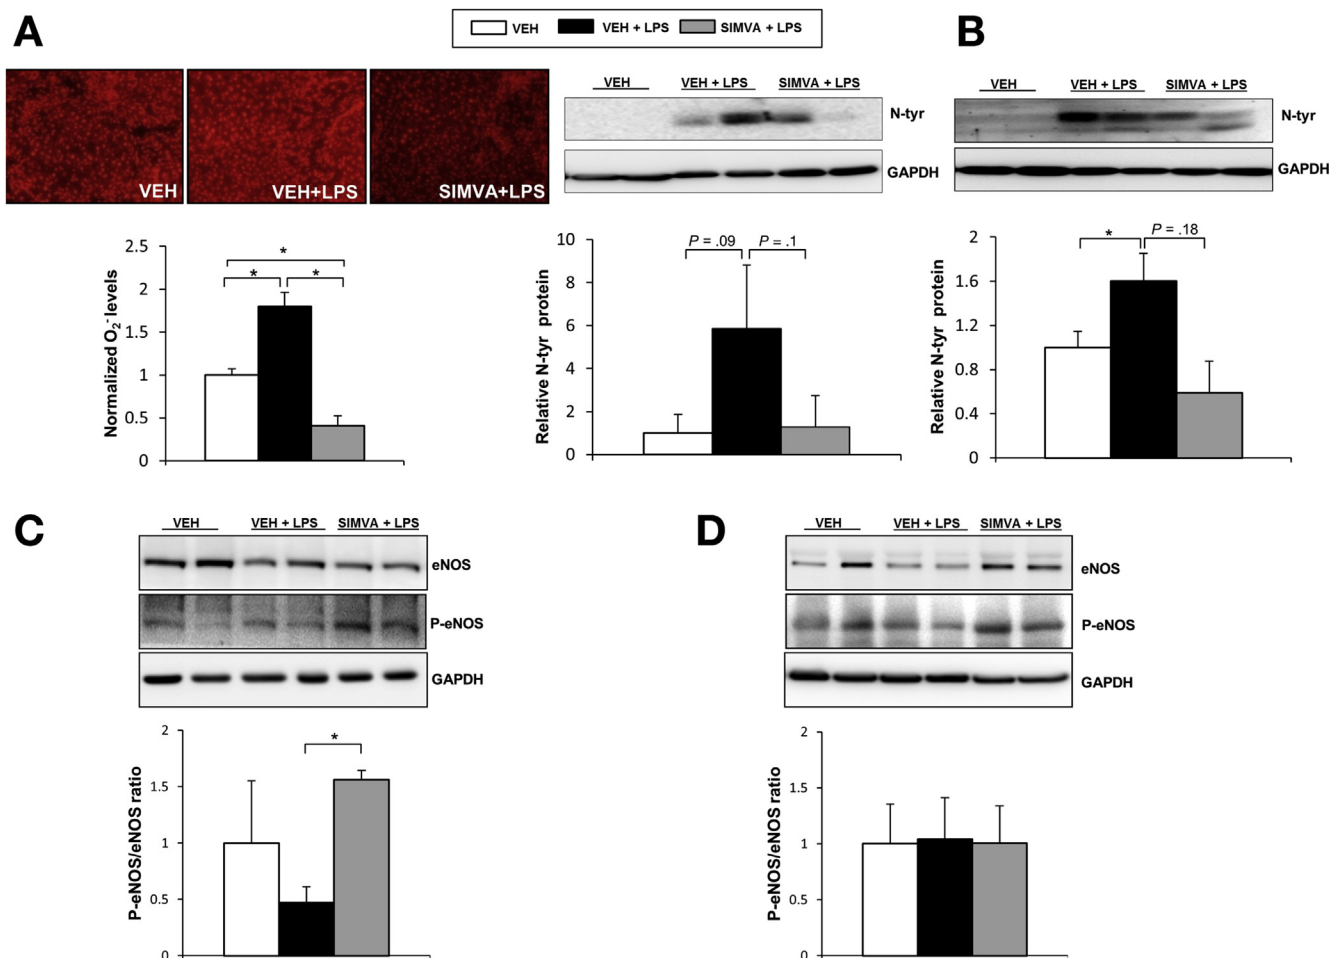 A
VEH VEH + LPS SIMVA + LPS
B
VEH VEH + LPS SIMVA + LPS
N-tyr
GAPDH
VEH VEH+LPS SIMVA+LPS
VEH VEH + LPS SIMVA + LPS
N-tyr
GAPDH
2.5
2
1.5
1
0.5
0
Normalized O2- levels
* * *
10
8
6
4
2
0
Relative N-tyr protein
P = .09 P = .1
2
1.6
1.2
0.8
0.4
0
Relative N-tyr protein
* P = .18
C
VEH VEH + LPS SIMVA + LPS
eNOS
P-eNOS
GAPDH
2
1.5
1
0.5
0
P-eNOS/eNOS ratio
*
D
VEH VEH + LPS SIMVA + LPS
eNOS
P-eNOS
GAPDH
2
1.5
1
0.5
0
P-eNOS/eNOS ratio